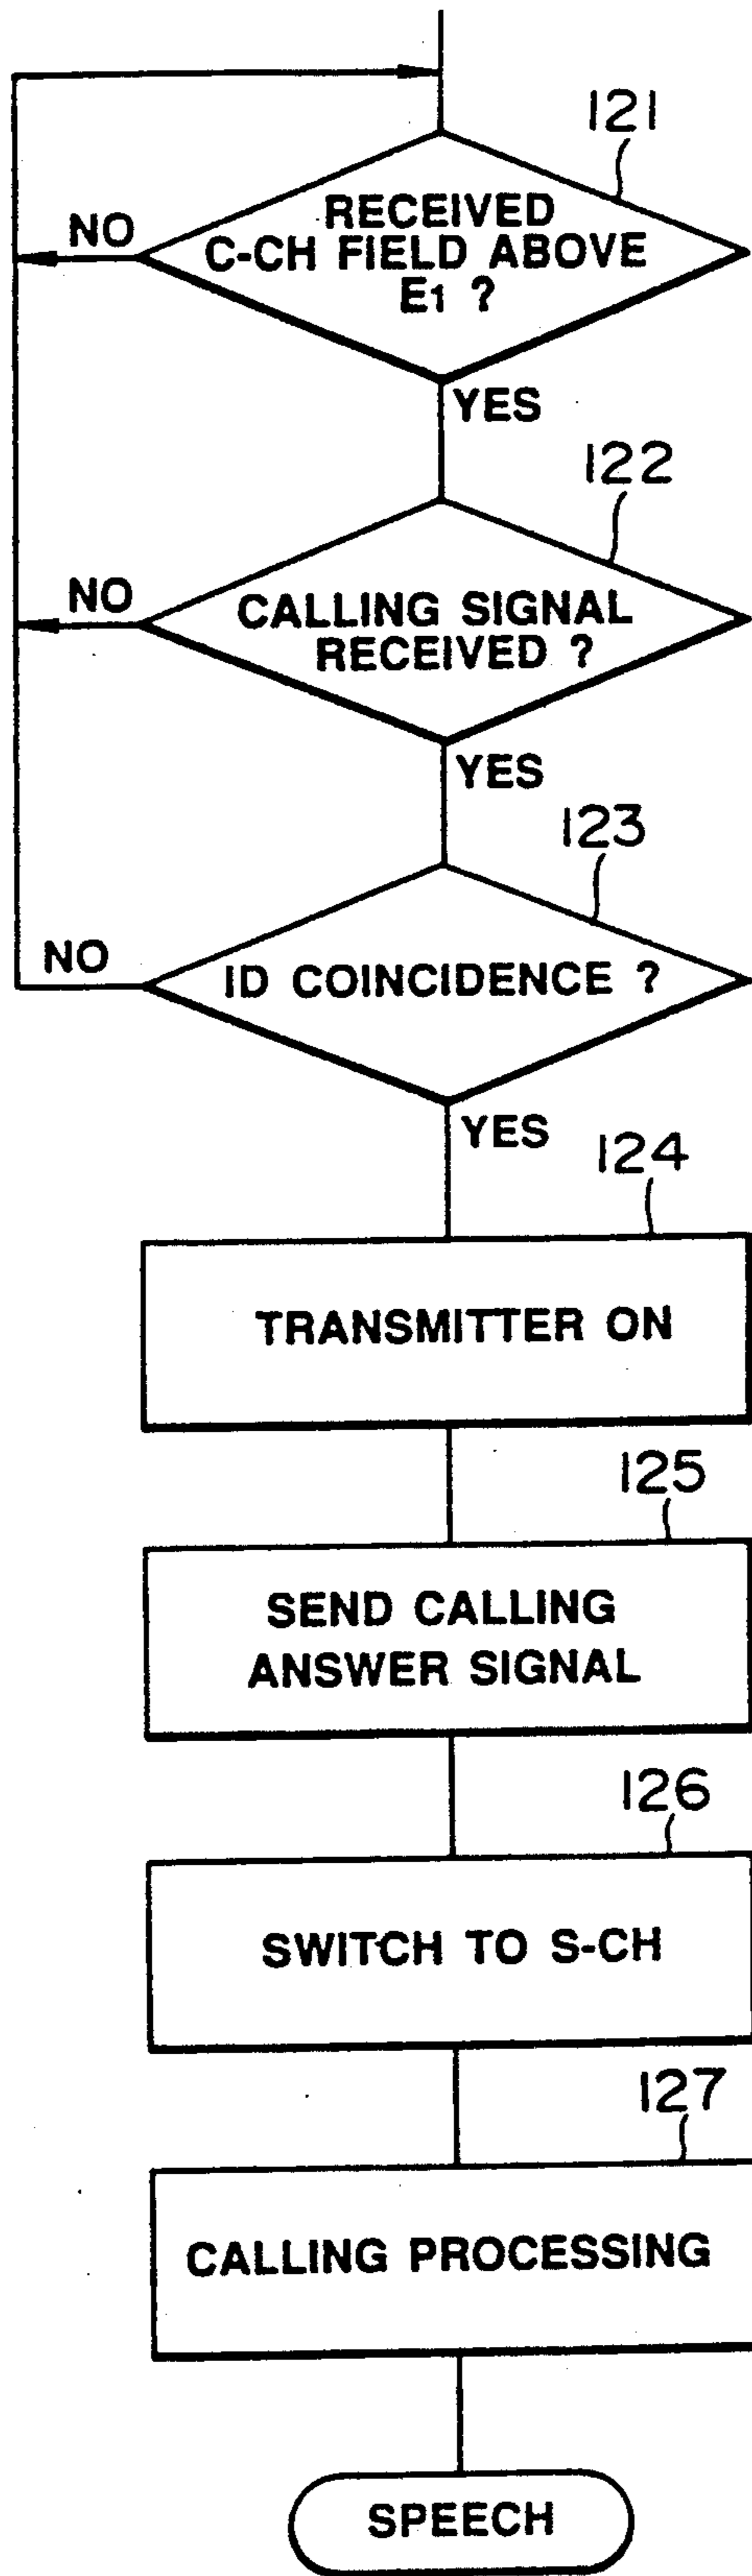 121
RECEIVED
NO
C-CH FIELD ABOVE
E1 ?
YES
122
NO
CALLING SIGNAL
RECEIVED ?
YES
123
NO
ID COINCIDENCE ?
YES
124
TRANSMITTER ON
125
SEND CALLING
ANSWER SIGNAL
126
SWITCH TO S-CH
127
CALLING PROCESSING
SPEECH